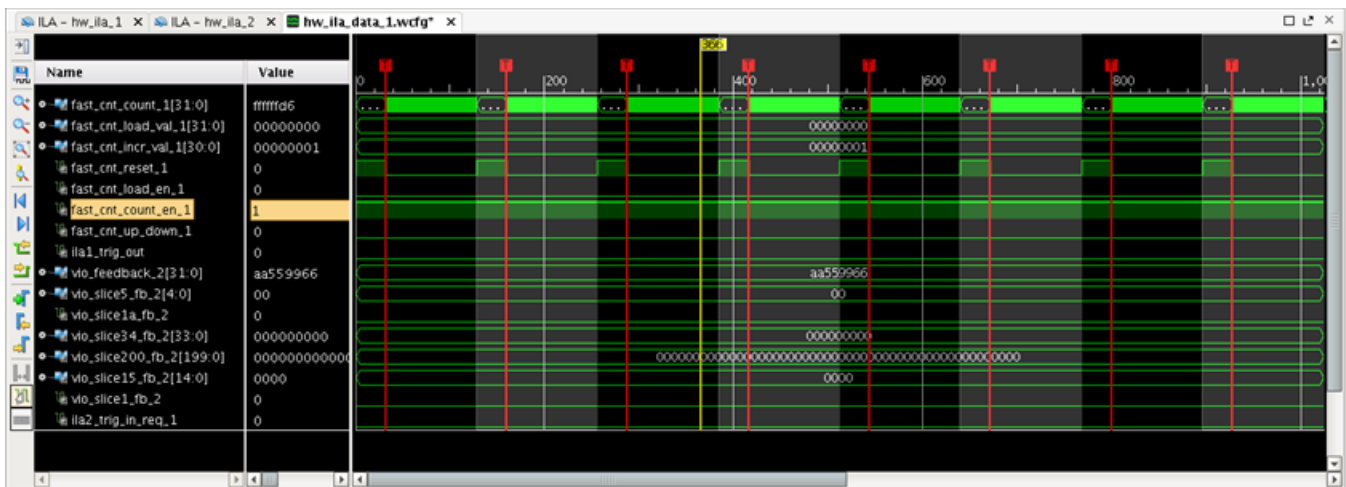 ILA - hw_ila_1 × ILA - hw_ila_2 × hw_ila_data_1.wcfg* ×
366
Name Value
0 200 400 600 800 1,00
fast_cnt_count_1[31:0] ffffffd6 ... ... ... ... ... ... ... ...
fast_cnt_load_val_1[31:0] 00000000 00000000
fast_cnt_incr_val_1[30:0] 00000001 00000001
fast_cnt_reset_1 0
fast_cnt_load_en_1 0
fast_cnt_count_en_1 1
fast_cnt_up_down_1 0
ila1_trig_out 0
vio_feedback_2[31:0] aa559966 aa559966
vio_slice5_fb_2[4:0] 00 00
vio_slice1a_fb_2 0
vio_slice34_fb_2[33:0] 000000000 000000000
vio_slice200_fb_2[199:0] 000000000000 00000000000000000000000000000000000000000000000000
vio_slice15_fb_2[14:0] 0000 0000
vio_slice1_fb_2 0
ila2_trig_in_req_1 0